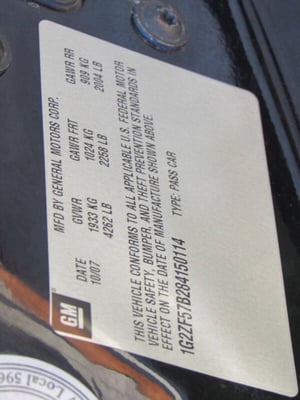 GM
MFD BY GENERAL MOTORS CORP.
DATE GVWR GAWR FRT GAWR RR
10/07 1933 KG 1024 KG 909 KG
4262 LB 2258 LB 2004 LB
THIS VEHICLE CONFORMS TO ALL APPLICABLE U.S. FEDERAL MOTOR
VEHICLE SAFETY, BUMPER, AND THEFT PREVENTION STANDARDS IN
EFFECT ON THE DATE OF MANUFACTURE SHOWN ABOVE.
1G2ZF57B284150114 TYPE: PASS CAR
Local 596